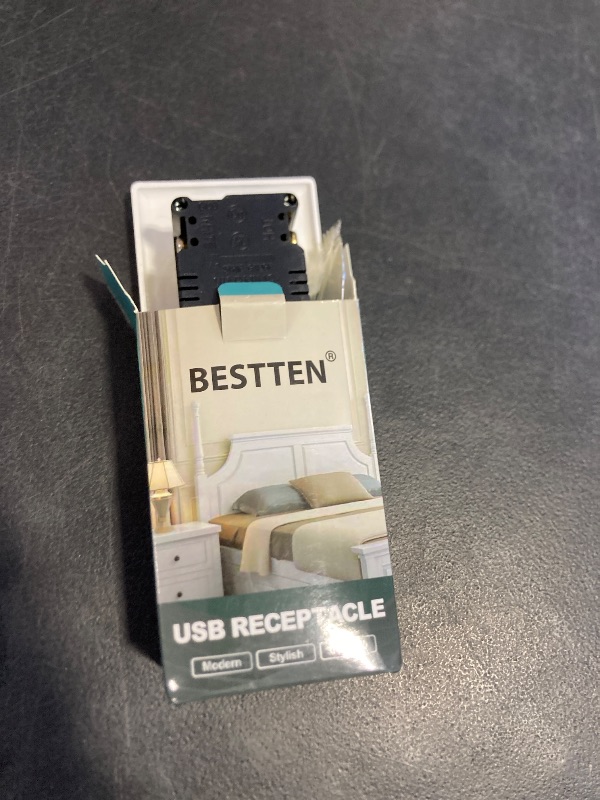 BESTTEN®
USB RECEPTACLE
Modern Stylish